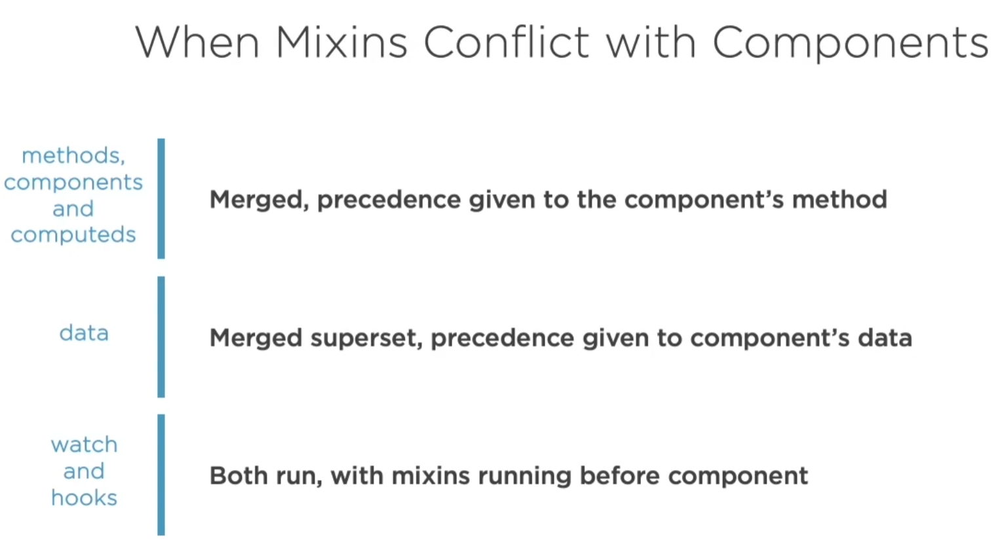 When Mixins Conflict with Components
methods,
components
and
computeds
Merged, precedence given to the component’s method
data
Merged superset, precedence given to component’s data
watch
and
hooks
Both run, with mixins running before component